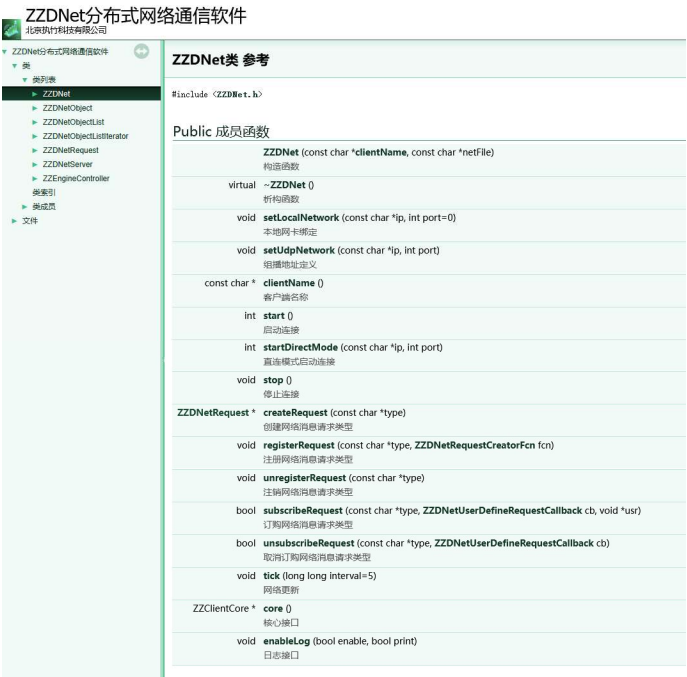 ZZDNet分布式网络通信软件
北京执竹科技有限公司
ZZDNet分布式网络通信软件
类
类列表
ZZDNet
ZZDNetObject
ZZDNetObjectList
ZZDNetObjectListIterator
ZZDNetRequest
ZZDNetServer
ZZEngineController
类索引
类成员
文件
ZZDNet类 参考
#include <ZZDNet.h>
Public 成员函数
ZZDNet (const char *clientName, const char *netFile)
构造函数
virtual ~ZZDNet ()
析构函数
void setLocalNetwork (const char *ip, int port=0)
本地网卡绑定
void setUdpNetwork (const char *ip, int port)
组播地址定义
const char * clientName ()
客户端名称
int start ()
启动连接
int startDirectMode (const char *ip, int port)
直连模式启动连接
void stop ()
停止连接
ZZDNetRequest * createRequest (const char *type)
创建网络消息请求类型
void registerRequest (const char *type, ZZDNetRequestCreatorFcn fcn)
注册网络消息请求类型
void unregisterRequest (const char *type)
注销网络消息请求类型
bool subscribeRequest (const char *type, ZZDNetUserDefineRequestCallback cb, void *usr)
订购网络消息请求类型
bool unsubscribeRequest (const char *type, ZZDNetUserDefineRequestCallback cb)
取消订购网络消息请求类型
void tick (long long interval=5)
网络更新
ZZClientCore * core ()
核心接口
void enableLog (bool enable, bool print)
日志接口